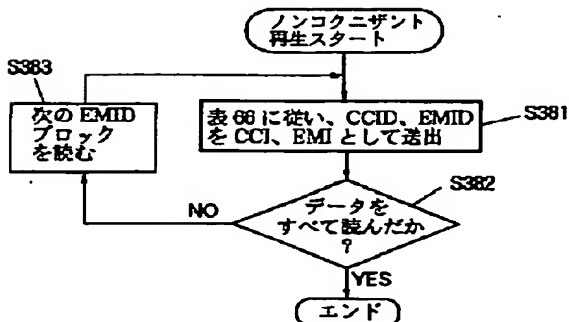 ノンコグニザント
再生スタート
S383
次の EMID
ブロック
を読む
表 66 に従い、CCID、EMID
を CCI、EMI として送出
S381
S382
データを
すべて読んだか
?
NO
YES
エンド